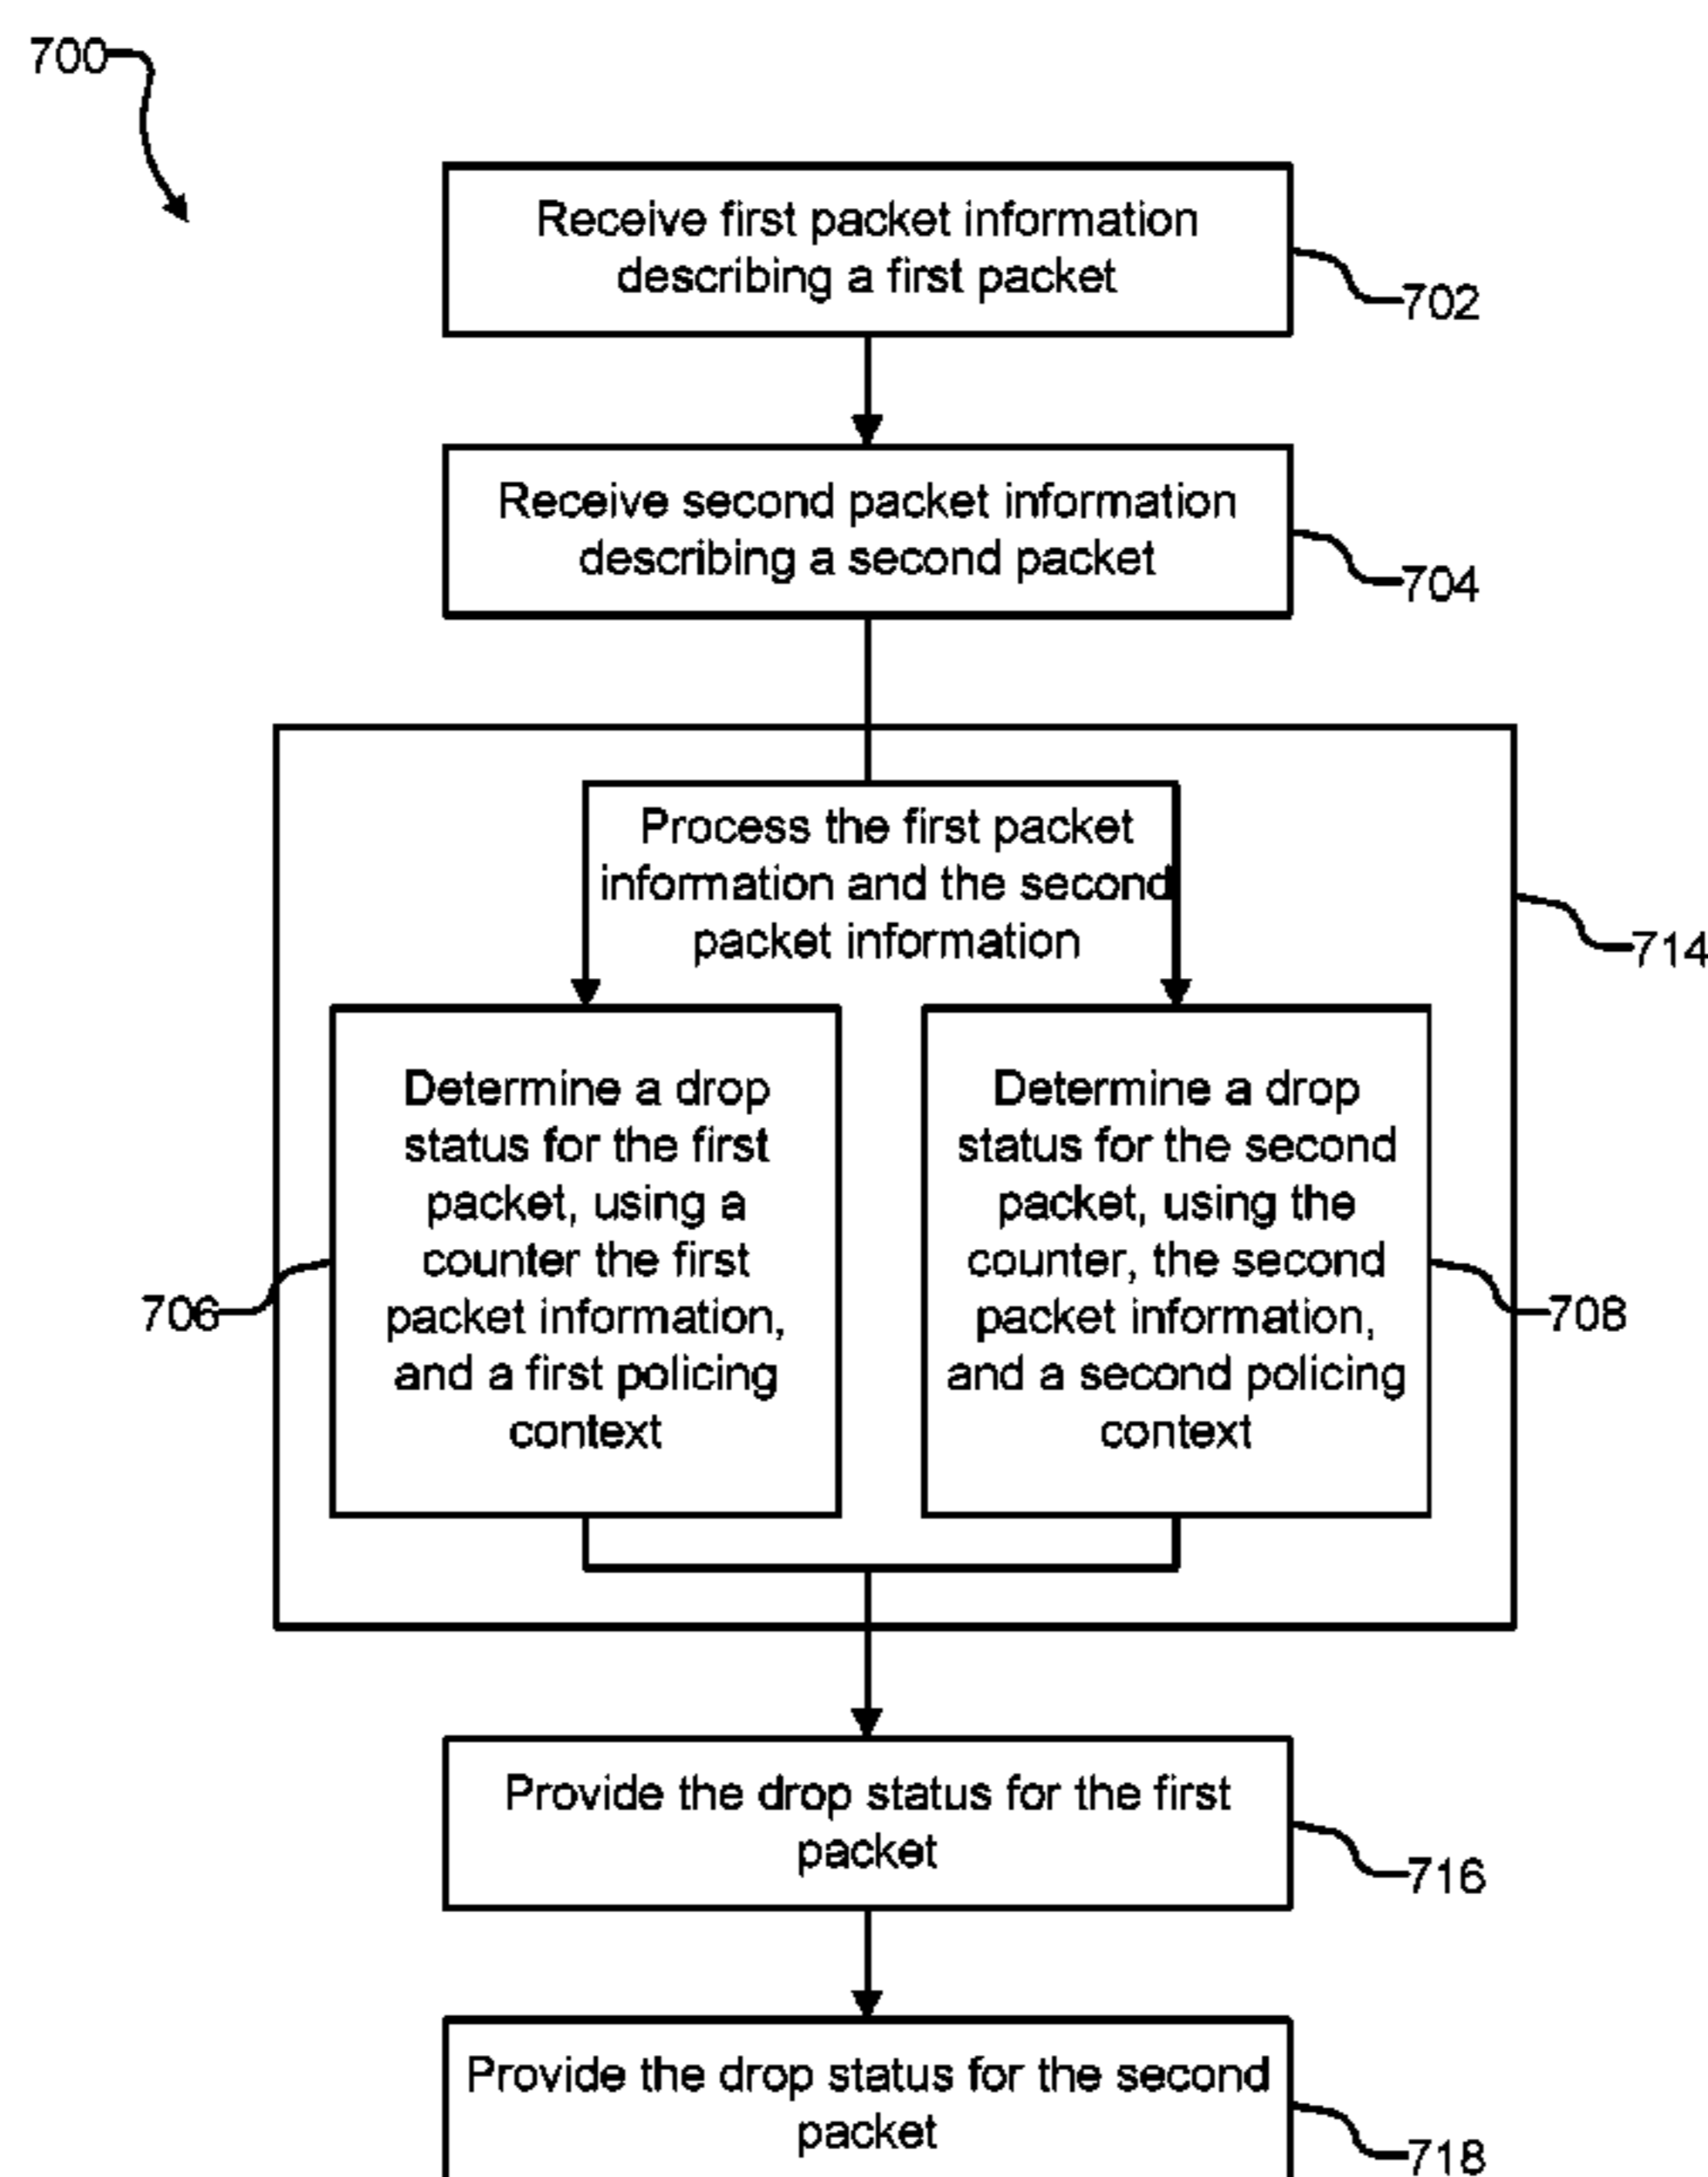 700
Receive first packet information
describing a first packet
702
Receive second packet information
describing a second packet
704
Process the first packet
information and the second
packet information
714
Determine a drop
status for the first
packet, using a
counter the first
packet information,
and a first policing
context
706
Determine a drop
status for the second
packet, using the
counter, the second
packet information,
and a second policing
context
708
Provide the drop status for the first
packet
716
Provide the drop status for the second
packet
718